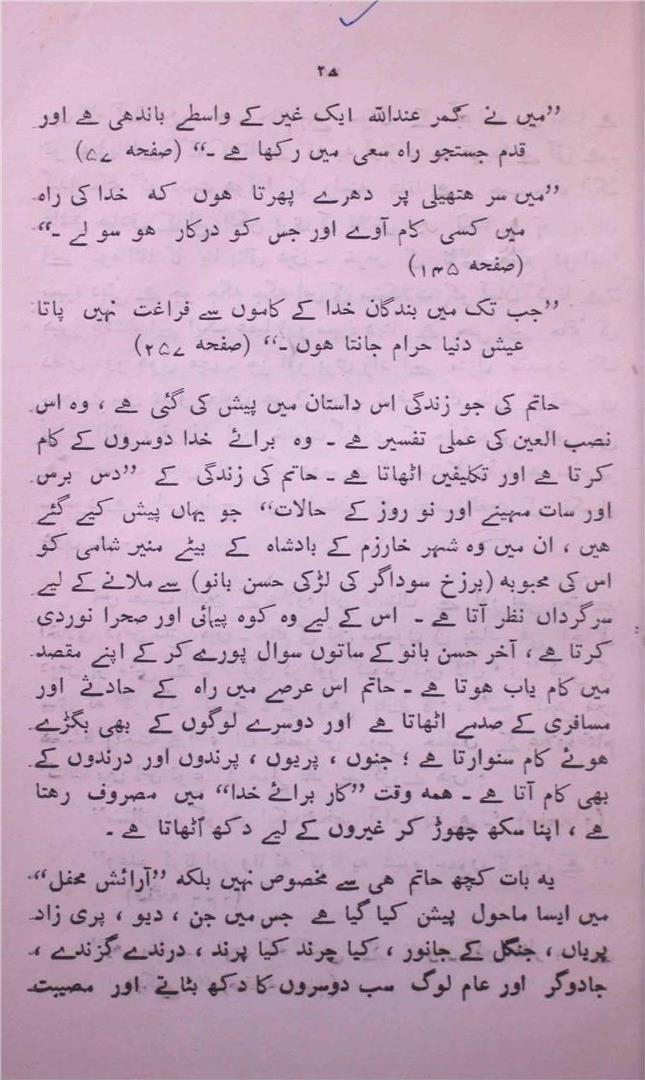 ۲۵
”میں نے کمر عنداللہ ایک غیر کے واسطے باندھی ہے اور
قدم جستجو راہ سعی میں رکھا ہے ۔“ (صفحہ ۵۷)
”میں سر ہتھیلی پر دھرے پھرتا ہوں کہ خدا کی راہ
میں کسی کام آوے اور جس کو درکار ہو سو لے ۔“
(صفحہ ۱۳۵)
”جب تک میں بندگان خدا کے کاموں سے فراغت نہیں پاتا
عیش دنیا حرام جانتا ہوں ۔“ (صفحہ ۲۵۷)
حاتم کی جو زندگی اس داستان میں پیش کی گئی ہے ، وہ اس
نصب العین کی عملی تفسیر ہے ۔ وہ برائے خدا دوسروں کے کام
کرتا ہے اور تکلیفیں اٹھاتا ہے ۔ حاتم کی زندگی کے ”دس برس
اور سات مہینے اور نو روز کے حالات“ جو یہاں پیش کیے گئے
ہیں ، ان میں وہ شہر خارزم کے بادشاہ کے بیٹے منیر شامی کو
اس کی محبوبہ (برزخ سوداگر کی لڑکی حسن بانو) سے ملانے کے لیے
سرگرداں نظر آتا ہے ۔ اس کے لیے وہ کوہ پیمائی اور صحرا نوردی
کرتا ہے ، آخر حسن بانو کے ساتوں سوال پورے کر کے اپنے مقصد
میں کام یاب ہوتا ہے ۔ حاتم اس عرصے میں راہ کے حادثے اور
مسافری کے صدمے اٹھاتا ہے اور دوسرے لوگوں کے بھی بگڑے
ہوئے کام سنوارتا ہے ؛ جنوں ، پریوں ، پرندوں اور درندوں کے
بھی کام آتا ہے ۔ ہمہ وقت ”کار برائے خدا“ میں مصروف رہتا
ہے ، اپنا سکھ چھوڑ کر غیروں کے لیے دکھ اٹھاتا ہے ۔
یہ بات کچھ حاتم ہی سے مخصوص نہیں بلکہ ”آرائش محفل“
میں ایسا ماحول پیش کیا گیا ہے جس میں جن ، دیو ، پری زاد
پریاں ، جنگل کے جانور ، کیا چرند کیا پرند ، درندے گزندے ،
جادوگر اور عام لوگ سب دوسروں کا دکھ بٹاتے اور مصیبت